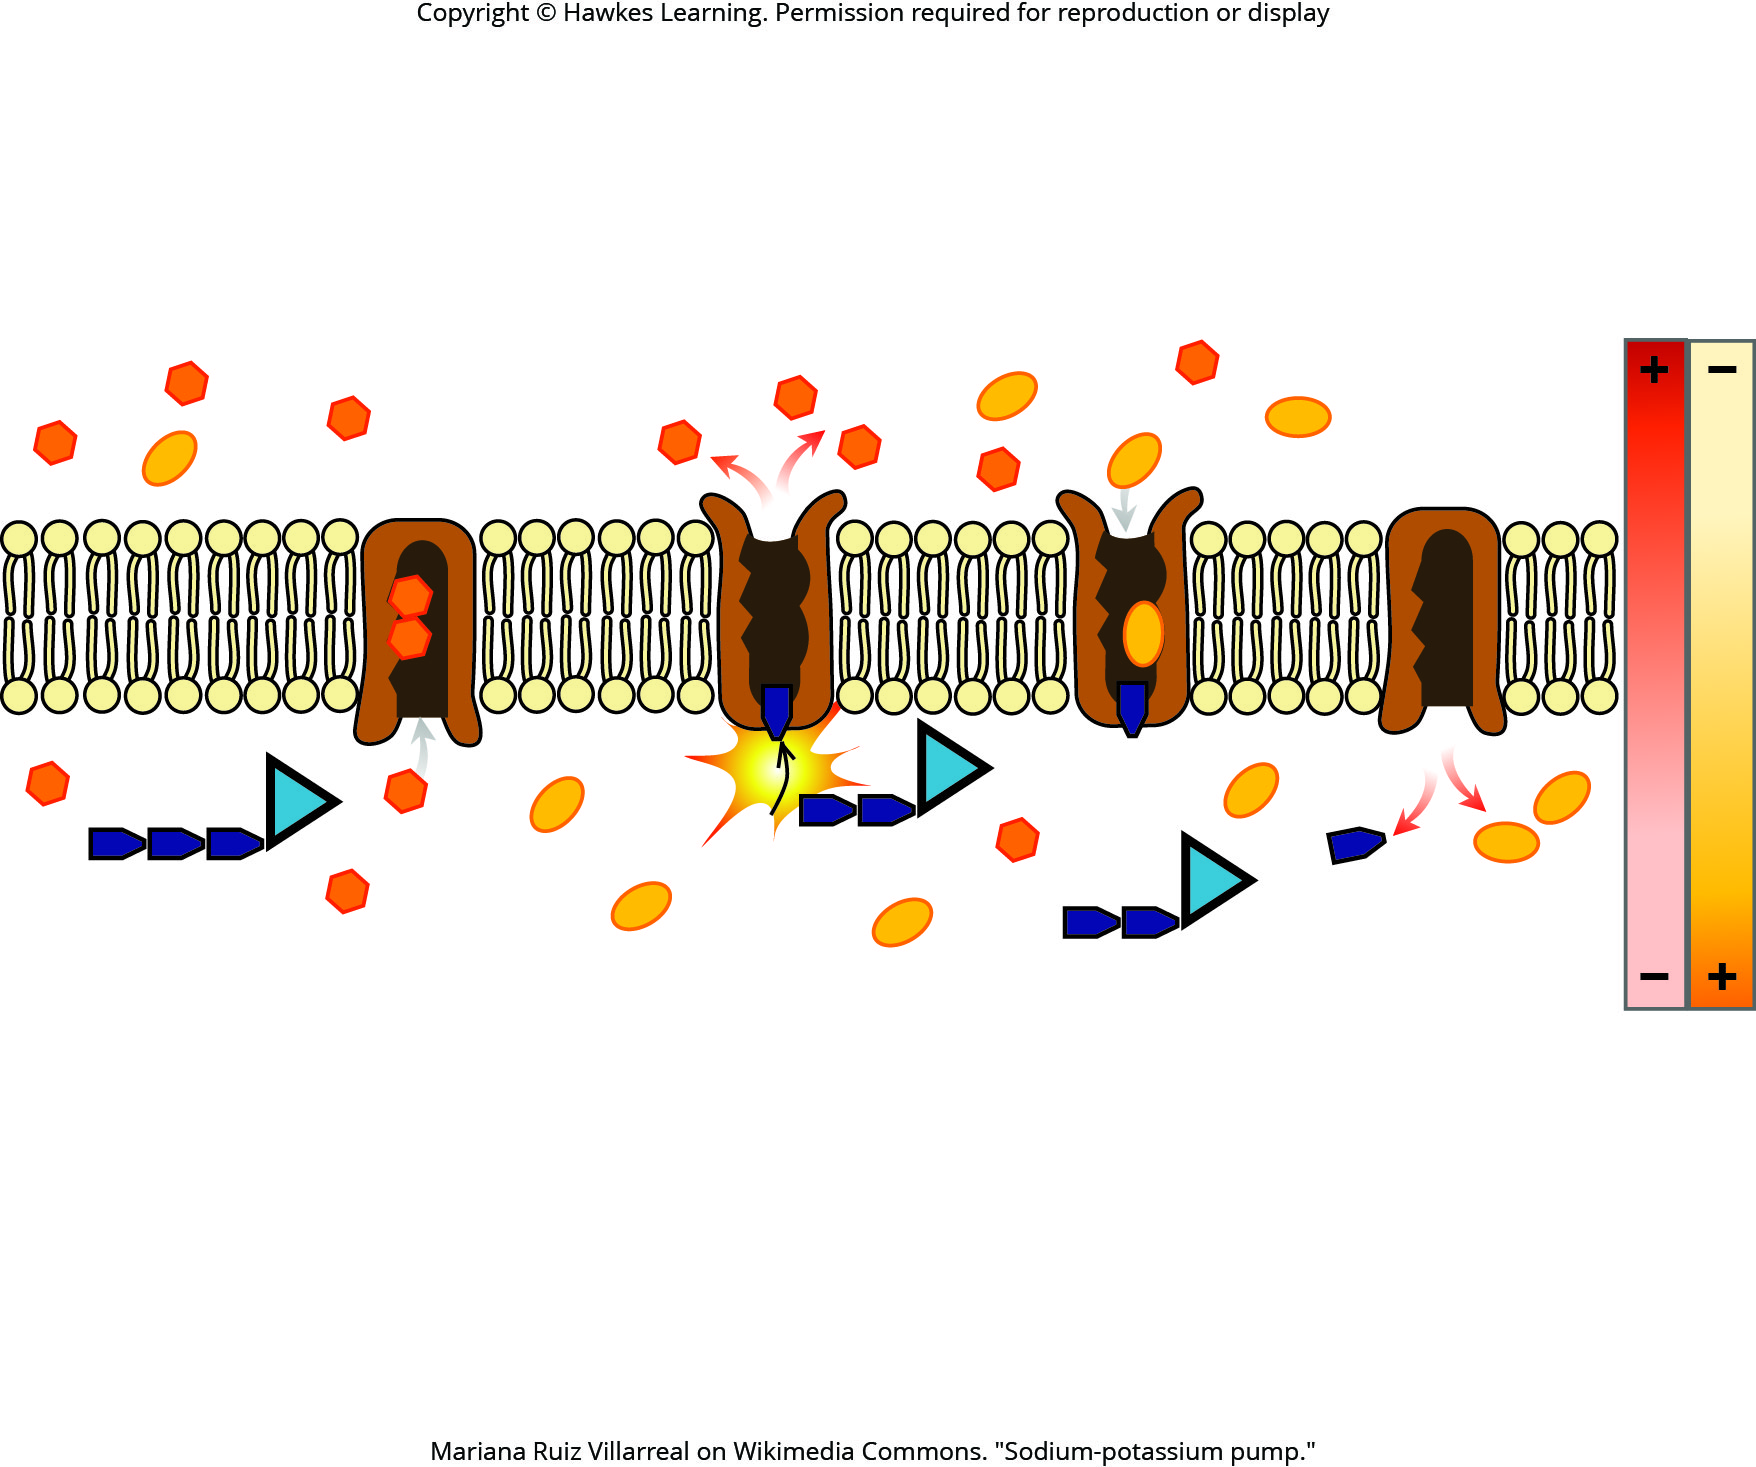 Copyright © Hawkes Learning. Permission required for reproduction or display
+ −
− +
Mariana Ruiz Villarreal on Wikimedia Commons. "Sodium-potassium pump."